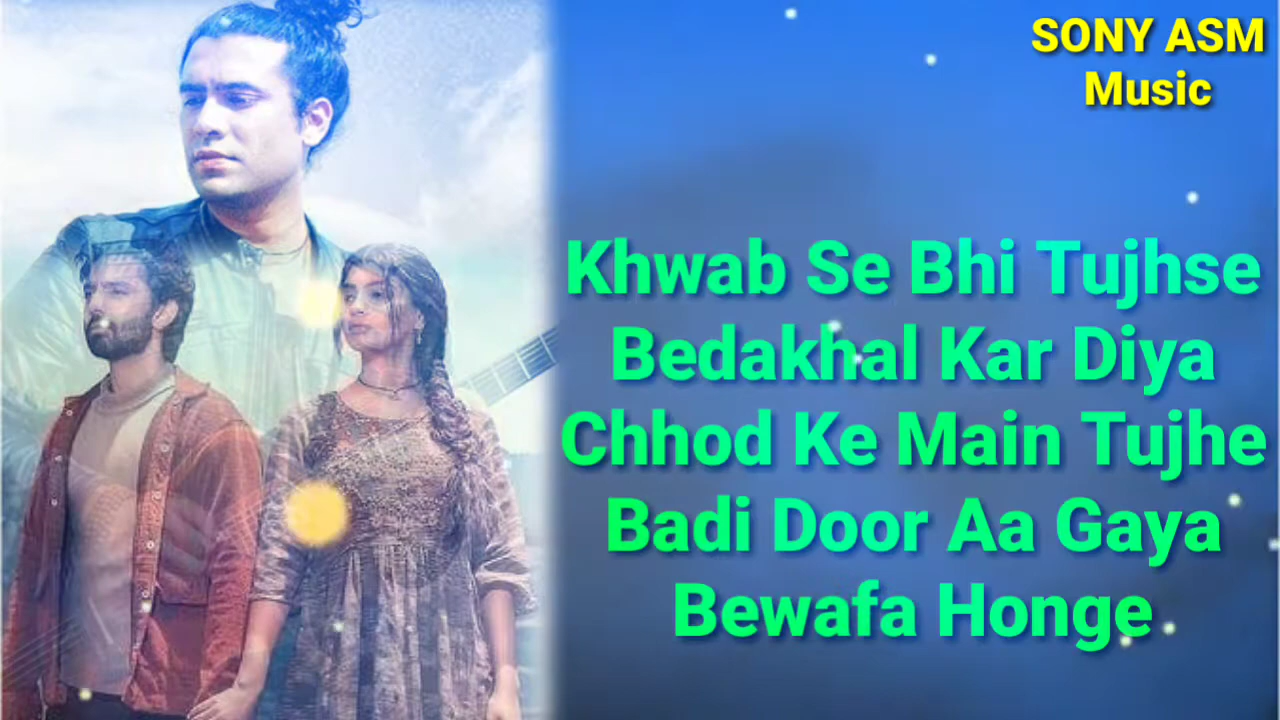 SONY ASM
Music
Khwab Se Bhi Tujhse
Bedakhal Kar Diya
Chhod Ke Main Tujhe
Badi Door Aa Gaya
Bewafa Honge